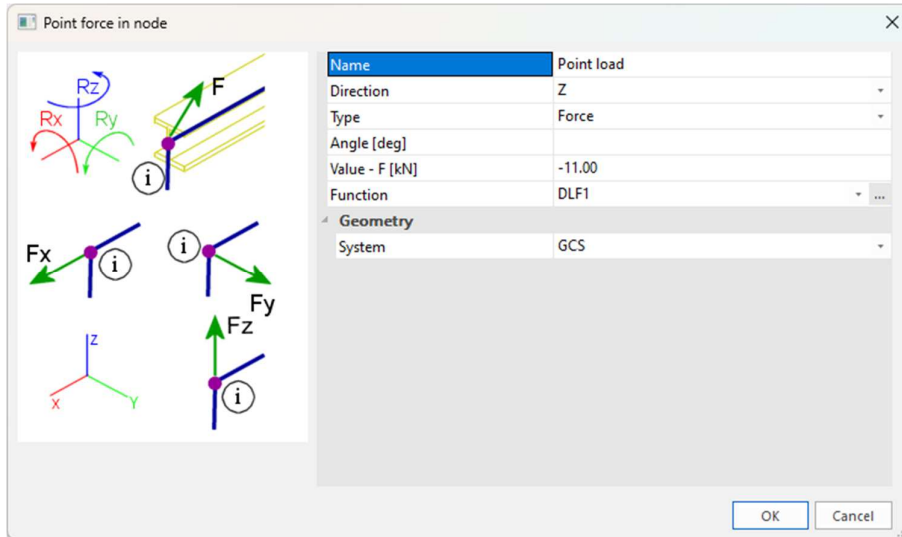 Point force in node
Rz
Rx
Ry
F
i
Fx
i
i
Fy
Fz
i
z
x
Y
Name Point load
Direction Z
Type Force
Angle [deg]
Value - F [kN] -11.00
Function DLF1 ...
Geometry
System GCS
OK Cancel